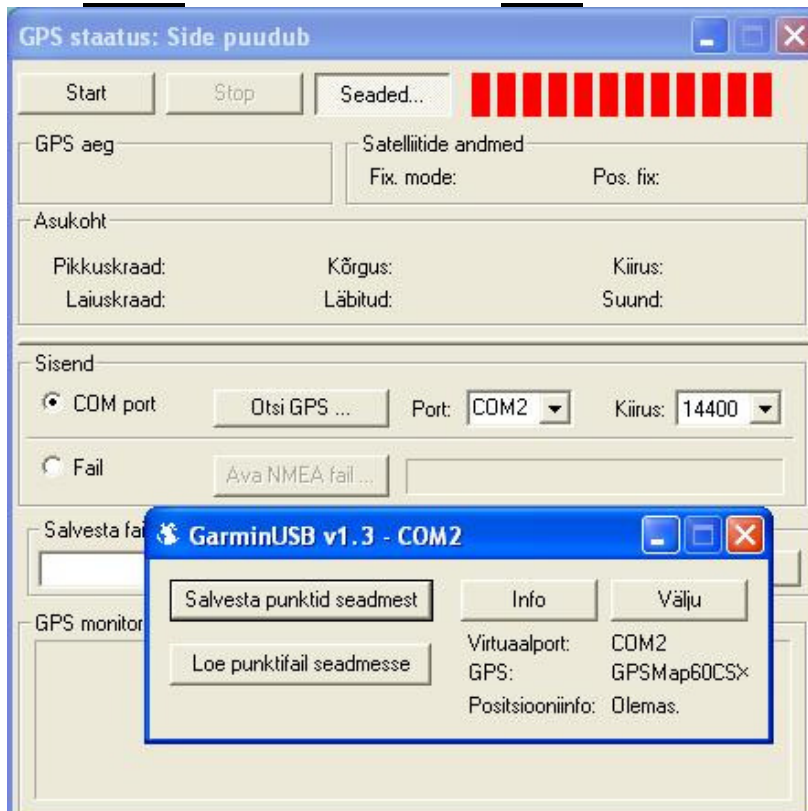 GPS staatus: Side puudub
Start Stop Seaded...
GPS aeg Satelliitide andmed
Fix. mode: Pos. fix:
Asukoht
Pikkuskraad: Kõrgus: Kiirus:
Laiuskraad: Läbitud: Suund:
Sisend
COM port Otsi GPS ... Port: COM2 Kiirus: 14400
Fail Ava NMEA fail ...
Salvesta fai
GarminUSB v1.3 - COM2
Salvesta punktid seadmest Info Välju
GPS monitor
Loe punktifail seadmesse
Virtuaalport: COM2
GPS: GPSMap60CSX
Positsiooniinfo: Olemas.